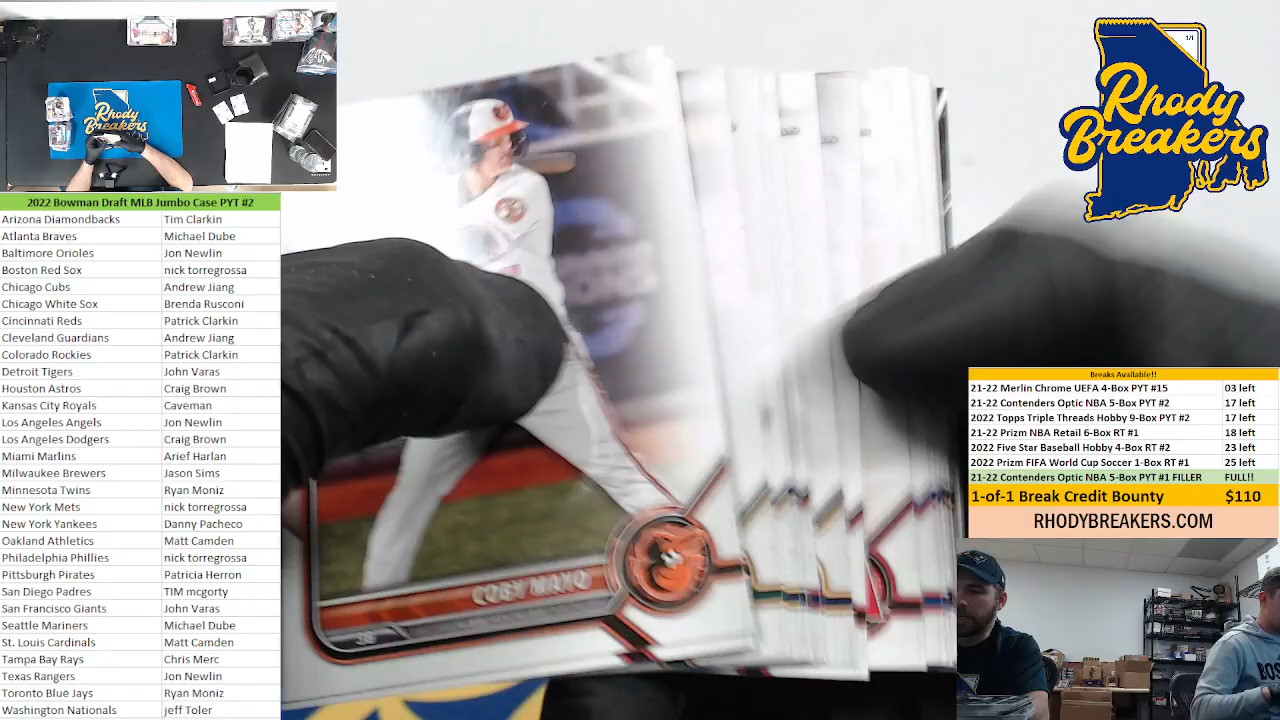 Rhody
Breakers
2022 Bowman Draft MLB Jumbo Case PYT #2
Arizona Diamondbacks Tim Clarkin
Atlanta Braves Michael Dube
Baltimore Orioles Jon Newlin
Boston Red Sox nick torregrossa
Chicago Cubs Andrew Jiang
Chicago White Sox Brenda Rusconi
Cincinnati Reds Patrick Clarkin
Cleveland Guardians Andrew Jiang
Colorado Rockies Patrick Clarkin
Detroit Tigers John Varas
Houston Astros Craig Brown
Kansas City Royals Caveman
Los Angeles Angels Jon Newlin
Los Angeles Dodgers Craig Brown
Miami Marlins Arief Harlan
Milwaukee Brewers Jason Sims
Minnesota Twins Ryan Moniz
New York Mets nick torregrossa
New York Yankees Danny Pacheco
Oakland Athletics Matt Camden
Philadelphia Phillies nick torregrossa
Pittsburgh Pirates Patricia Herron
San Diego Padres TIM mcgorty
San Francisco Giants John Varas
Seattle Mariners Michael Dube
St. Louis Cardinals Matt Camden
Tampa Bay Rays Chris Merc
Texas Rangers Jon Newlin
Toronto Blue Jays Ryan Moniz
Washington Nationals jeff Toler
COBY MAYO
3B
1/1
Rhody
Breakers
Breaks Available!!
21-22 Merlin Chrome UEFA 4-Box PYT #15 03 left
21-22 Contenders Optic NBA 5-Box PYT #2 17 left
2022 Topps Triple Threads Hobby 9-Box PYT #2 17 left
21-22 Prizm NBA Retail 6-Box RT #1 18 left
2022 Five Star Baseball Hobby 4-Box RT #2 23 left
2022 Prizm FIFA World Cup Soccer 1-Box RT #1 25 left
21-22 Contenders Optic NBA 5-Box PYT #1 FILLER FULL!!
1-of-1 Break Credit Bounty $110
RHODYBREAKERS.COM